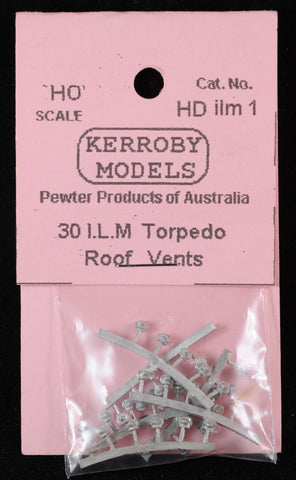 'HO'
SCALE
Cat. No.
HD ilm 1
KERROBY
MODELS
Pewter Products of Australia
30 I.L.M Torpedo
Roof Vents